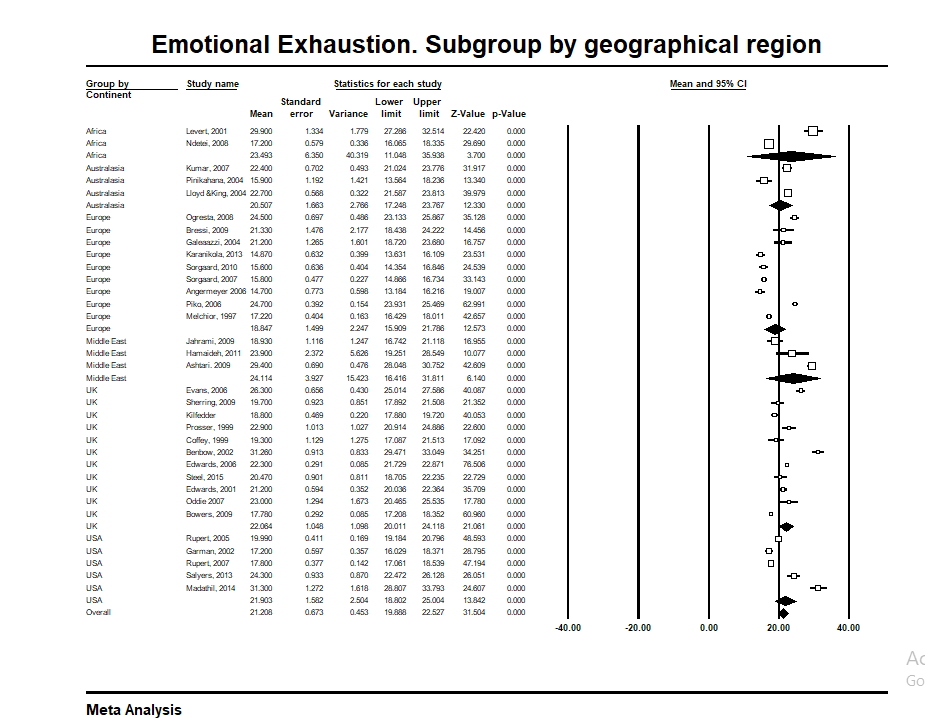 Emotional Exhaustion. Subgroup by geographical region
Group by Study name Statistics for each study Mean and 95% CI
Continent
Standard Lower Upper
Mean error Variance limit limit Z-Value p-Value
Africa Levert, 2001 29.900 1.334 1.779 27.286 32.514 22.420 0.000
Africa Ndetei, 2008 17.200 0.579 0.336 16.065 18.335 29.690 0.000
Africa 23.493 6.350 40.319 11.048 35.938 3.700 0.000
Australasia Kumar, 2007 22.400 0.702 0.493 21.024 23.776 31.917 0.000
Australasia Pinikahana, 2004 15.900 1.192 1.421 13.564 18.236 13.340 0.000
Australasia Lloyd &King, 2004 22.700 0.568 0.322 21.587 23.813 39.979 0.000
Australasia 20.507 1.663 2.766 17.248 23.767 12.330 0.000
Europe Ogresta, 2008 24.500 0.697 0.486 23.133 25.867 35.128 0.000
Europe Bressi, 2009 21.330 1.476 2.177 18.438 24.222 14.456 0.000
Europe Galeaazzi, 2004 21.200 1.265 1.601 18.720 23.680 16.757 0.000
Europe Karanikola, 2013 14.870 0.632 0.399 13.631 16.109 23.531 0.000
Europe Sorgaard, 2010 15.600 0.636 0.404 14.354 16.846 24.539 0.000
Europe Sorgaard, 2007 15.800 0.477 0.227 14.866 16.734 33.134 0.000
Europe Angermeyer 2006 14.700 0.773 0.598 13.184 16.216 19.007 0.000
Europe Piko, 2006 24.700 0.392 0.154 23.931 25.469 62.991 0.000
Europe Melchior, 1997 17.220 0.404 0.163 16.429 18.011 42.657 0.000
Europe 18.847 1.499 2.247 15.909 21.786 12.573 0.000
Middle East Jahrami, 2009 18.930 1.116 1.247 16.742 21.118 16.955 0.000
Middle East Hamaideh, 2011 23.900 2.372 5.626 19.251 28.549 10.077 0.000
Middle East Ashtari. 2009 29.400 0.690 0.476 28.048 30.752 42.609 0.000
Middle East 24.114 3.927 15.423 16.416 31.811 6.140 0.000
UK Evans, 2006 26.300 0.656 0.430 25.014 27.586 40.087 0.000
UK Sherring, 2009 19.700 0.923 0.851 17.892 21.508 21.352 0.000
UK Kilfedder 18.800 0.469 0.220 17.880 19.720 40.053 0.000
UK Prosser, 1999 22.900 1.013 1.027 20.914 24.886 22.600 0.000
UK Coffey, 1999 19.300 1.129 1.275 17.087 21.513 17.092 0.000
UK Benbow, 2002 31.260 0.913 0.833 29.471 33.049 34.251 0.000
UK Edwards, 2006 22.300 0.291 0.085 21.729 22.871 76.506 0.000
UK Steel, 2015 20.470 0.901 0.811 18.705 22.235 22.729 0.000
UK Edwards, 2001 21.200 0.594 0.352 20.036 22.364 35.709 0.000
UK Oddie 2007 23.000 1.294 1.673 20.465 25.535 17.780 0.000
UK Bowers, 2009 17.780 0.292 0.085 17.208 18.352 60.960 0.000
UK 22.064 1.048 1.098 20.011 24.118 21.061 0.000
USA Rupert, 2005 19.990 0.411 0.169 19.184 20.796 48.593 0.000
USA Garman, 2002 17.200 0.597 0.357 16.029 18.371 28.795 0.000
USA Rupert, 2007 17.800 0.377 0.142 17.061 18.539 47.194 0.000
USA Salyers, 2013 24.300 0.933 0.870 22.472 26.128 26.051 0.000
USA Madathil, 2014 31.300 1.272 1.618 28.807 33.793 24.607 0.000
USA 21.903 1.582 2.504 18.802 25.004 13.842 0.000
Overall 21.208 0.673 0.453 19.888 22.527 31.504 0.000
-40.00 -20.00 0.00 20.00 40.00
Ac
Go
Meta Analysis